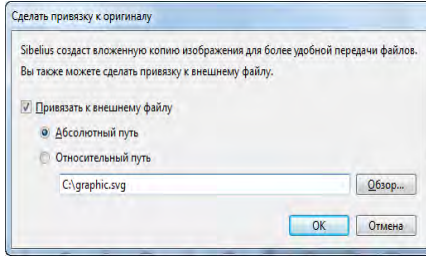 Сделать привязку к оригиналу
Sibelius создаст вложенную копию изображения для более удобной передачи файлов.
Вы также можете сделать привязку к внешнему файлу.
Привязать к внешнему файлу
Абсолютный путь
Относительный путь
C:\graphic.svg
Обзор...
OK
Отмена